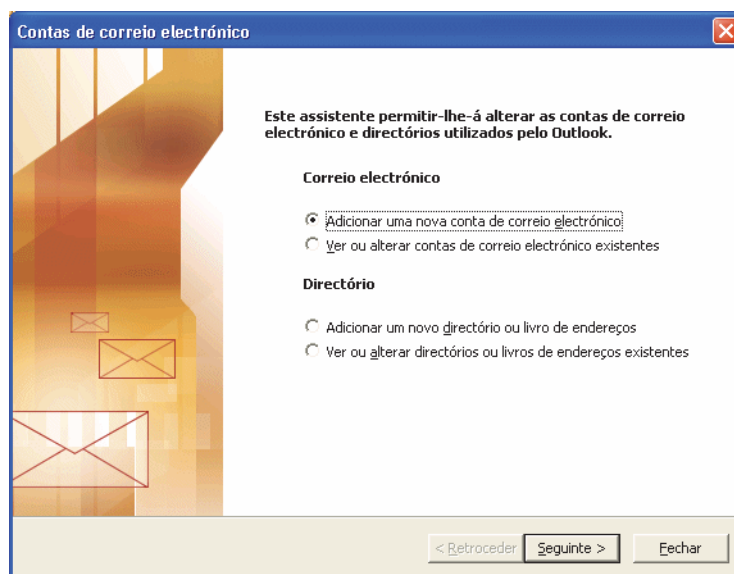 Contas de correio electrónico
Este assistente permitir-lhe-á alterar as contas de correio
electrónico e directórios utilizados pelo Outlook.
Correio electrónico
Adicionar uma nova conta de correio electrónico
Ver ou alterar contas de correio electrónico existentes
Directório
Adicionar um novo directório ou livro de endereços
Ver ou alterar directórios ou livros de endereços existentes
< Retroceder Seguinte > Fechar